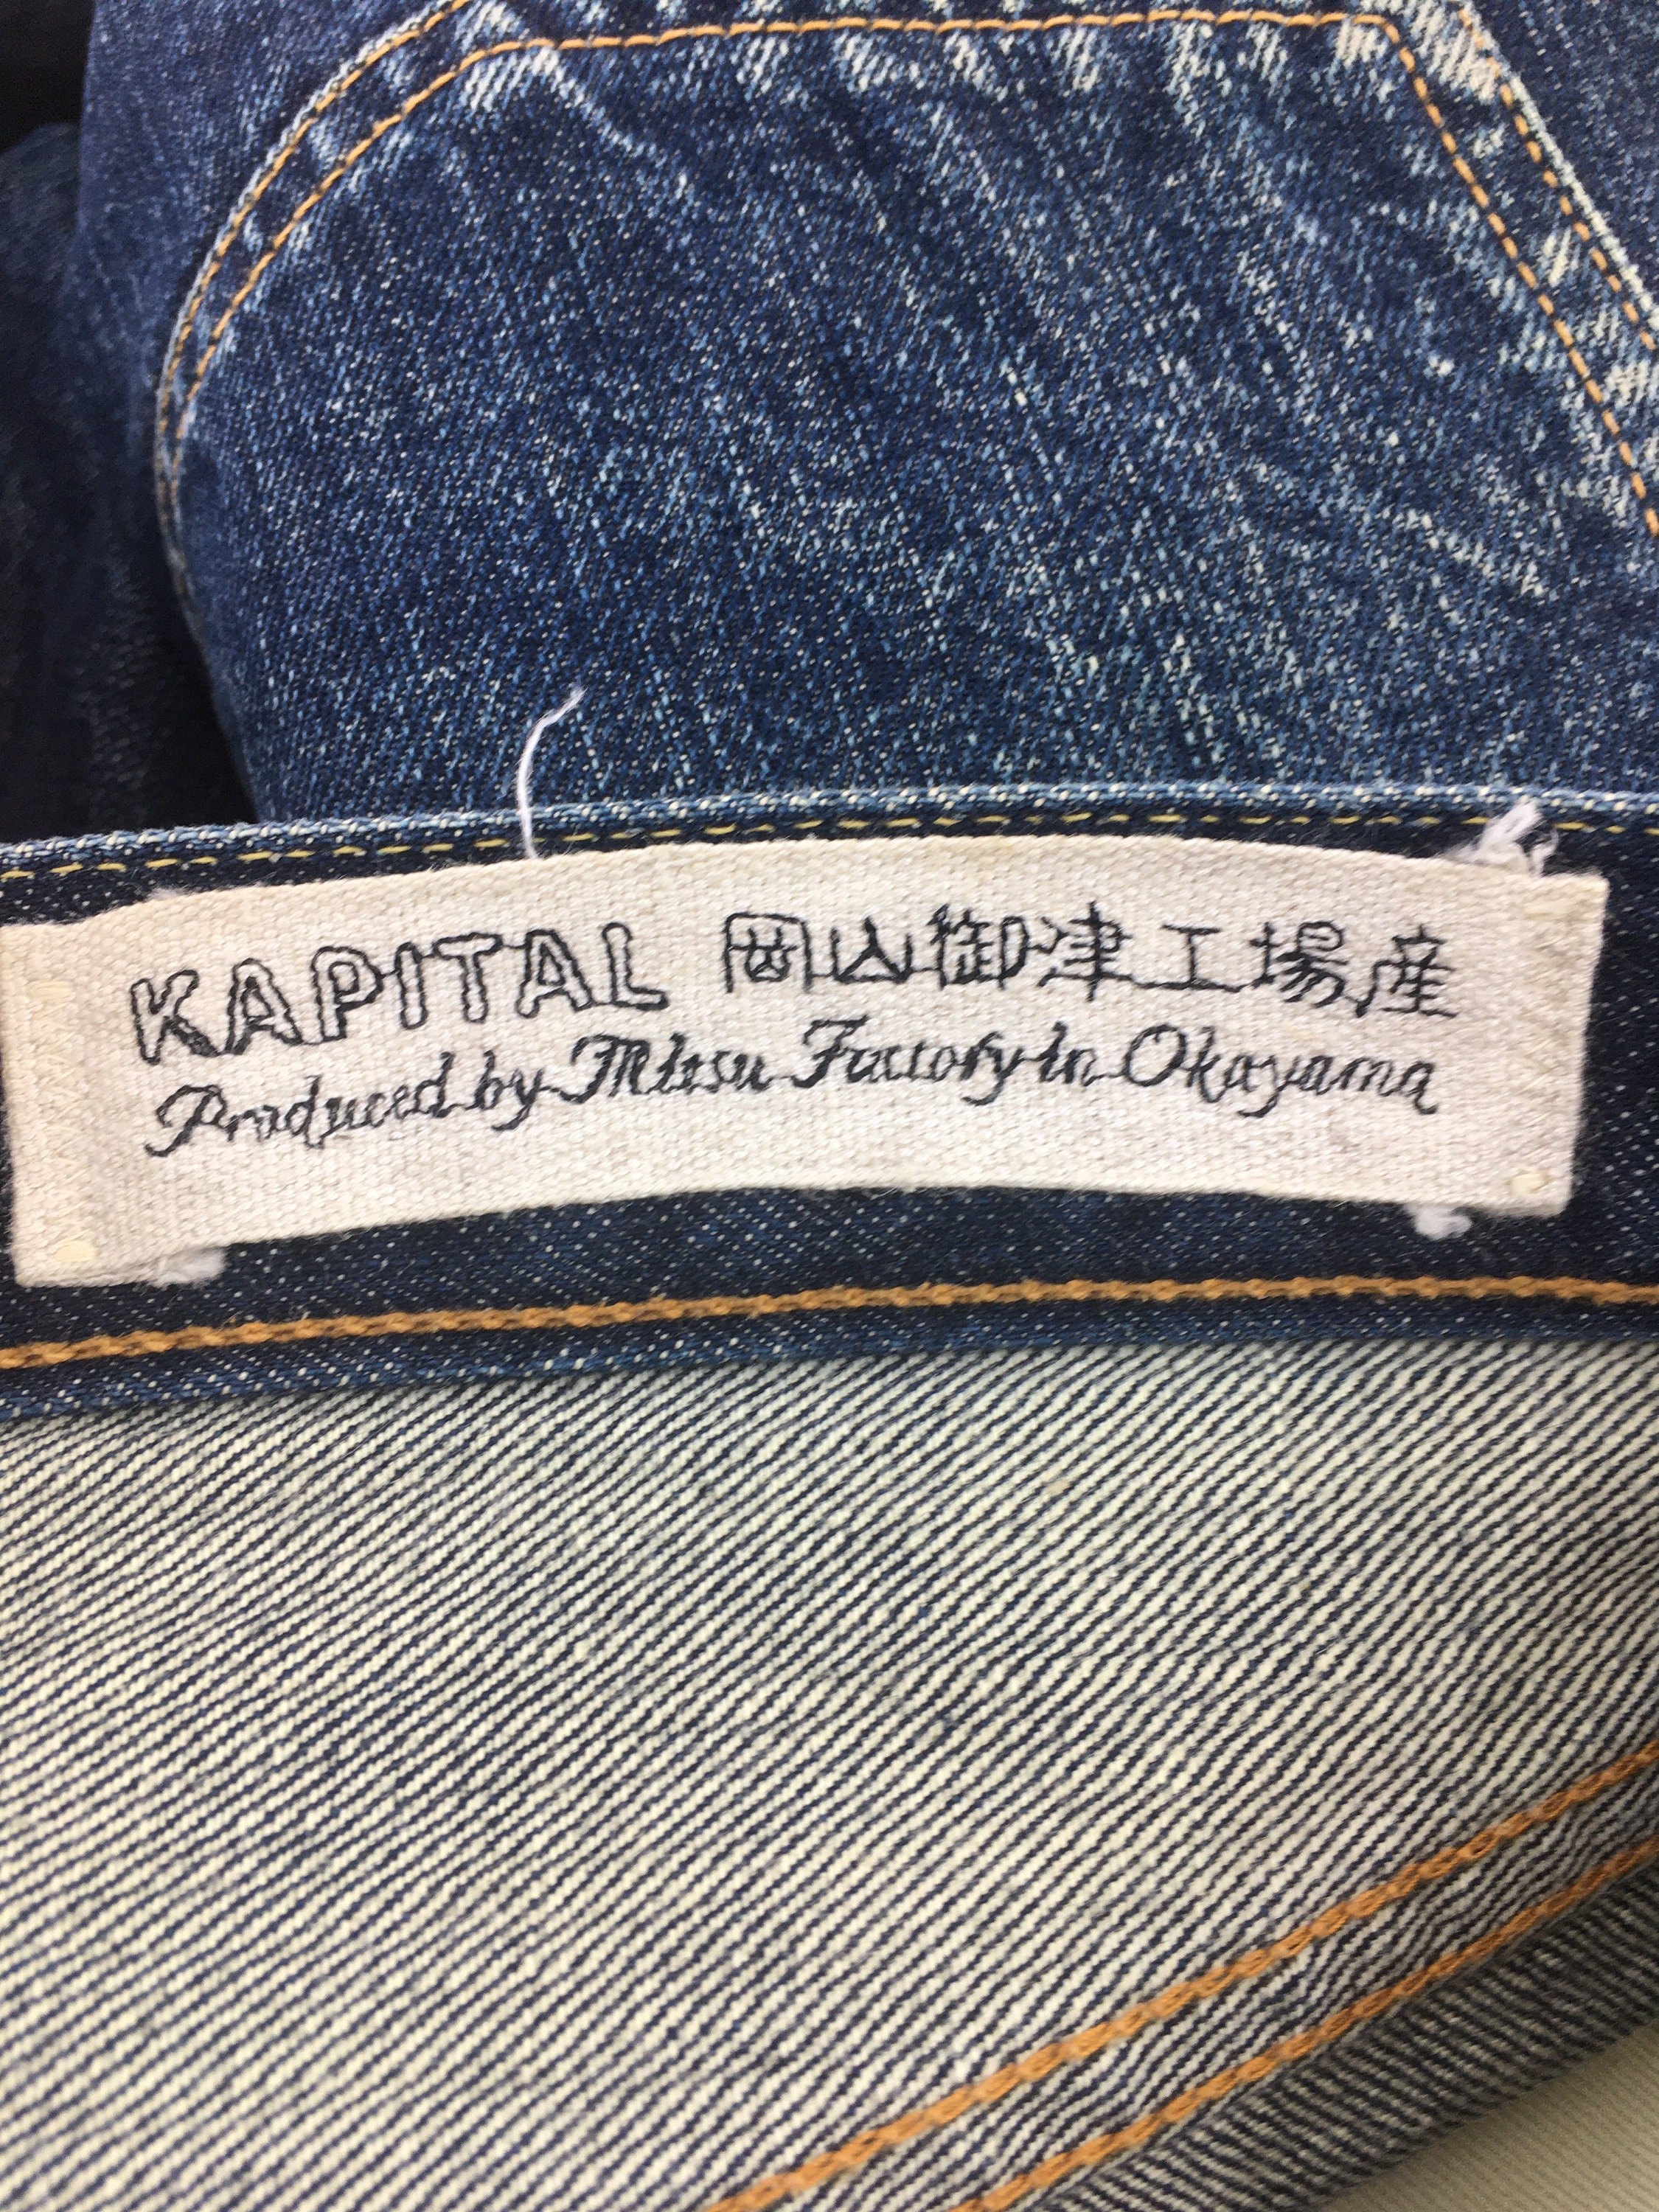 KAPITAL 岡山御津工場産
Produced by Mitsu Factory in Okayama